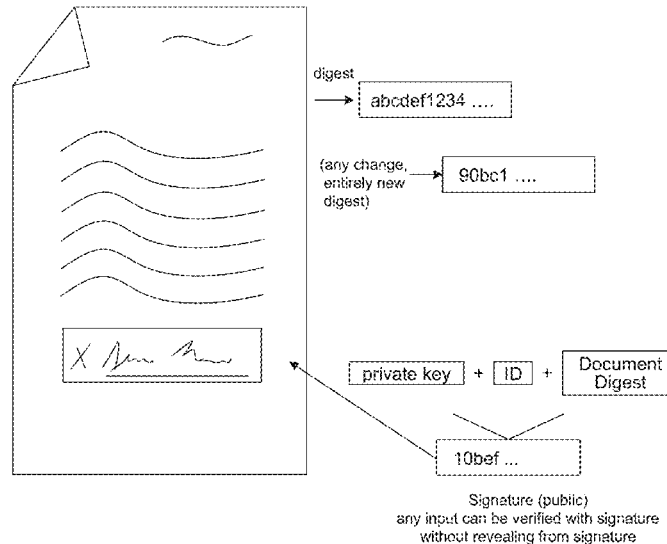 digest
abcdef1234 ....
(any change,
entirely new
digest)
90bc1 ....
X
private key + ID + Document
Digest
10bef ...
Signature (public)
any input can be verified with signature
without revealing from signature